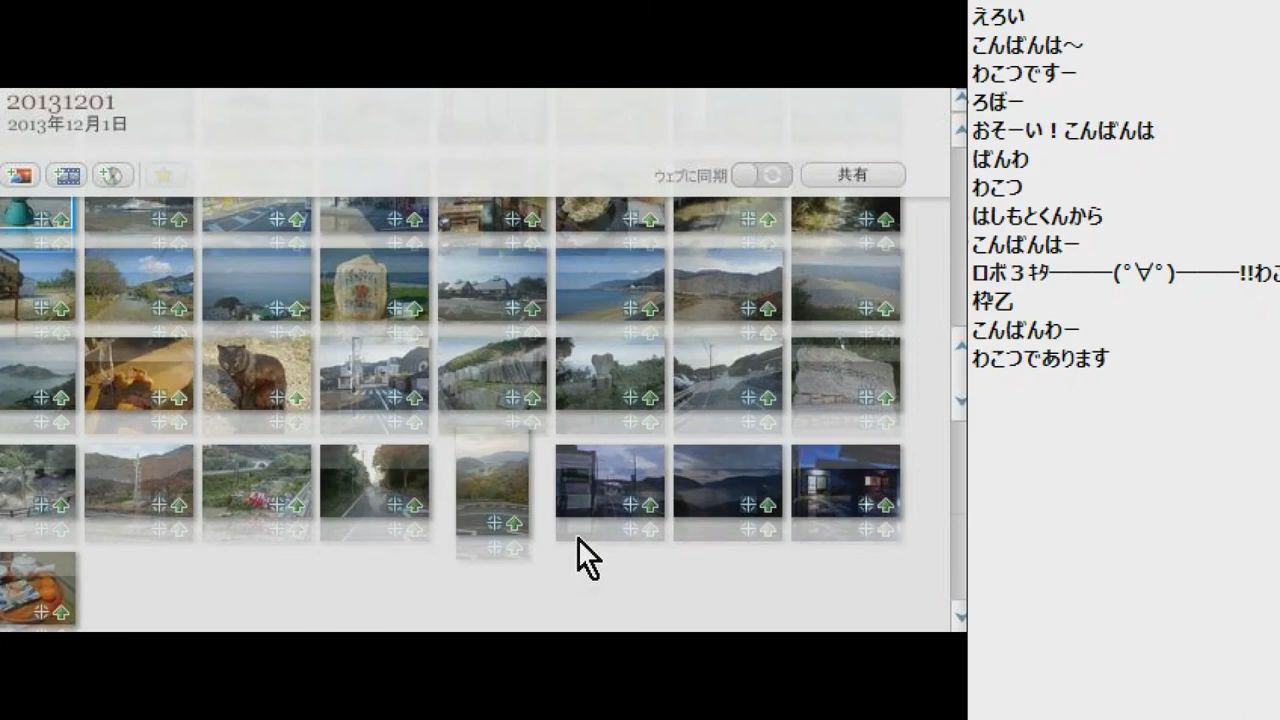 20131201
2013年12月1日
ウェブに同期
共有
えろい
こんばんは～
わこつですー
ろぼー
おそーい！こんばんは
ばんわ
わこつ
はしもとくんから
こんばんはー
ロボ３ｷﾀ━━━(ﾟ∀ﾟ)━━━!!わこ
枠乙
こんばんわー
わこつであります